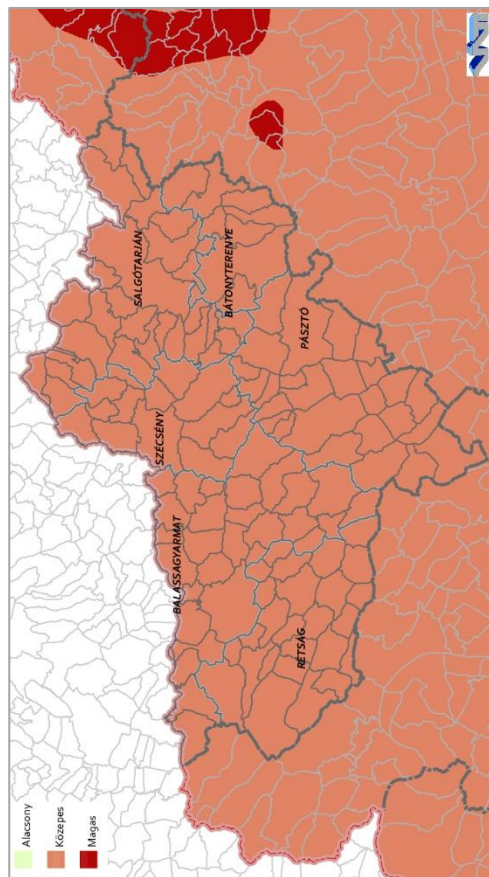 Alacsony
Közepes
Magas
BALASSAGYARMAT
SZÉCSÉNY
SALGÓTARJÁN
RÉTSÁG
PÁSZTÓ
BÁTONYTERENYE